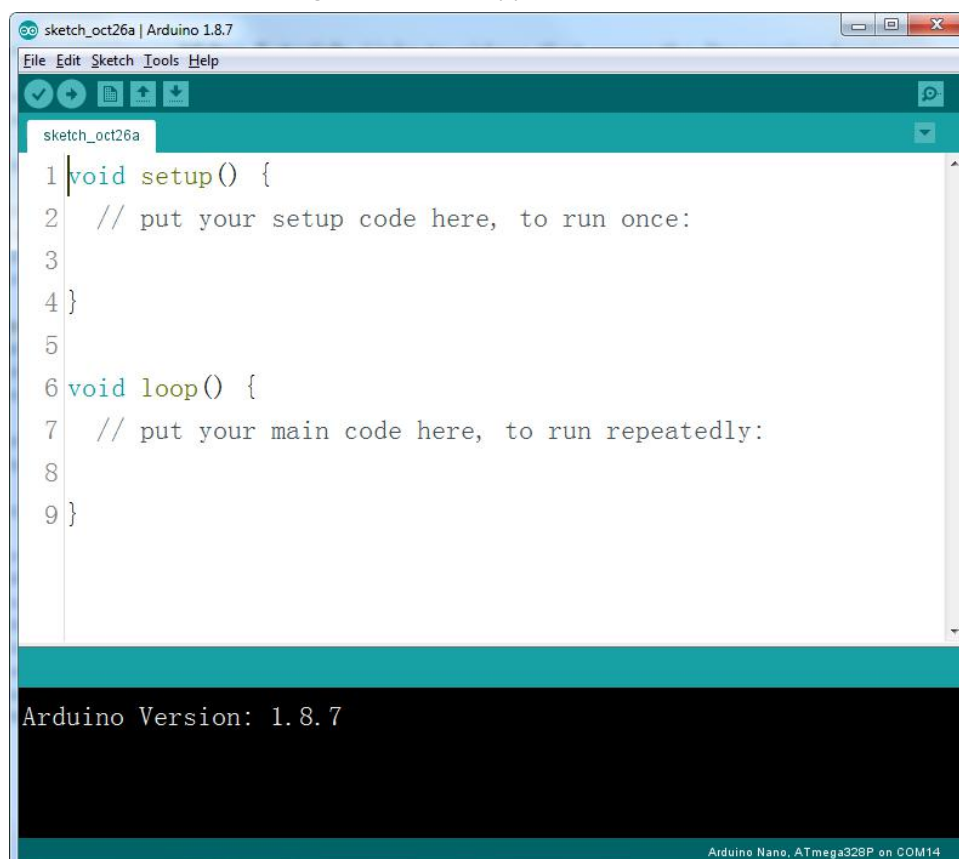 sketch_oct26a | Arduino 1.8.7
File Edit Sketch Tools Help
sketch_oct26a
1 void setup() {
2   // put your setup code here, to run once:
3
4 }
5
6 void loop() {
7   // put your main code here, to run repeatedly:
8
9 }
Arduino Version: 1.8.7
Arduino Nano, ATmega328P on COM14